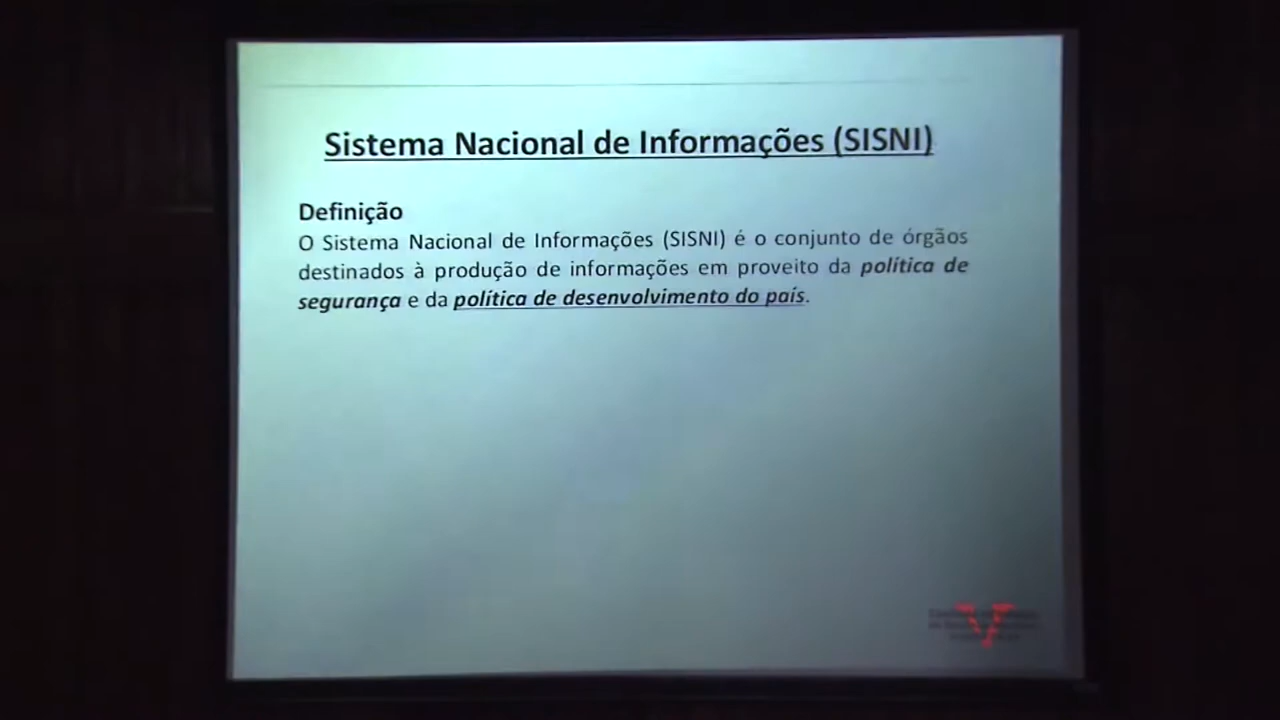 Sistema Nacional de Informações (SISNI)
Definição
O Sistema Nacional de Informações (SISNI) é o conjunto de órgãos
destinados à produção de informações em proveito da política de
segurança e da política de desenvolvimento do país.